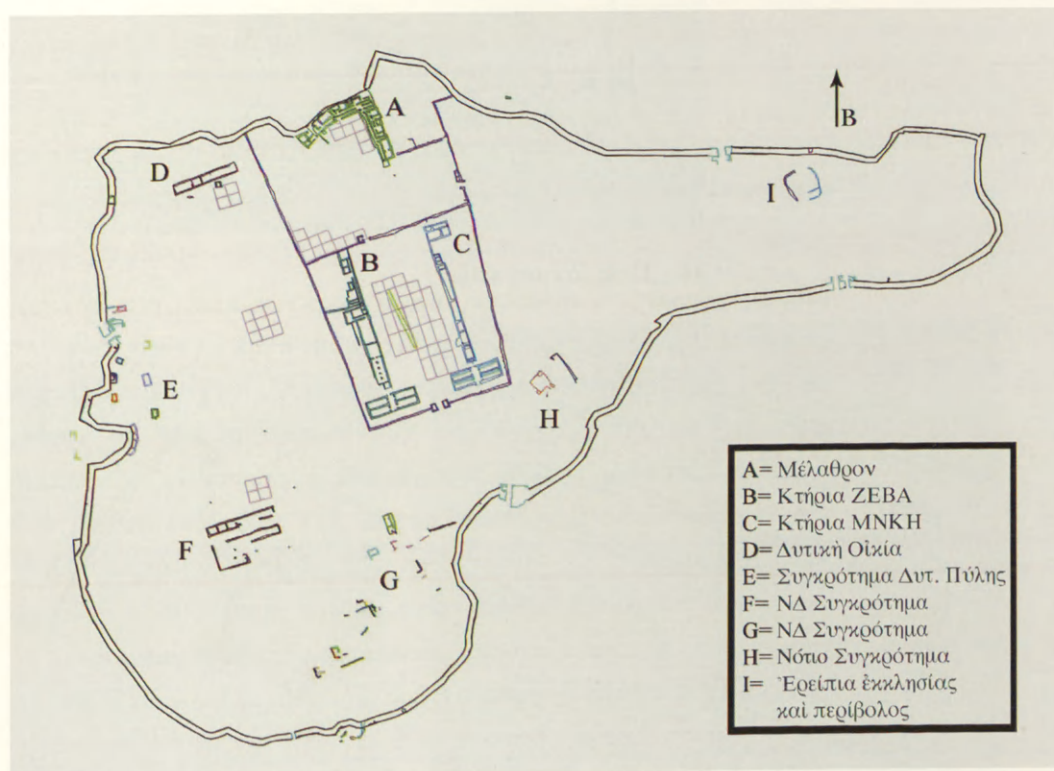 A
B
D
I
C
B
E
H
F
G
A= Μέλαθρον
B= Κτήρια ΖΕΒΑ
C= Κτήρια ΜΝΚΗ
D= Δυτικὴ Οἰκία
E= Συγκρότημα Δυτ. Πύλης
F= ΝΔ Συγκρότημα
G= ΝΔ Συγκρότημα
H= Νότιο Συγκρότημα
I= Ἐρείπια ἐκκλησίας
καὶ περίβολος